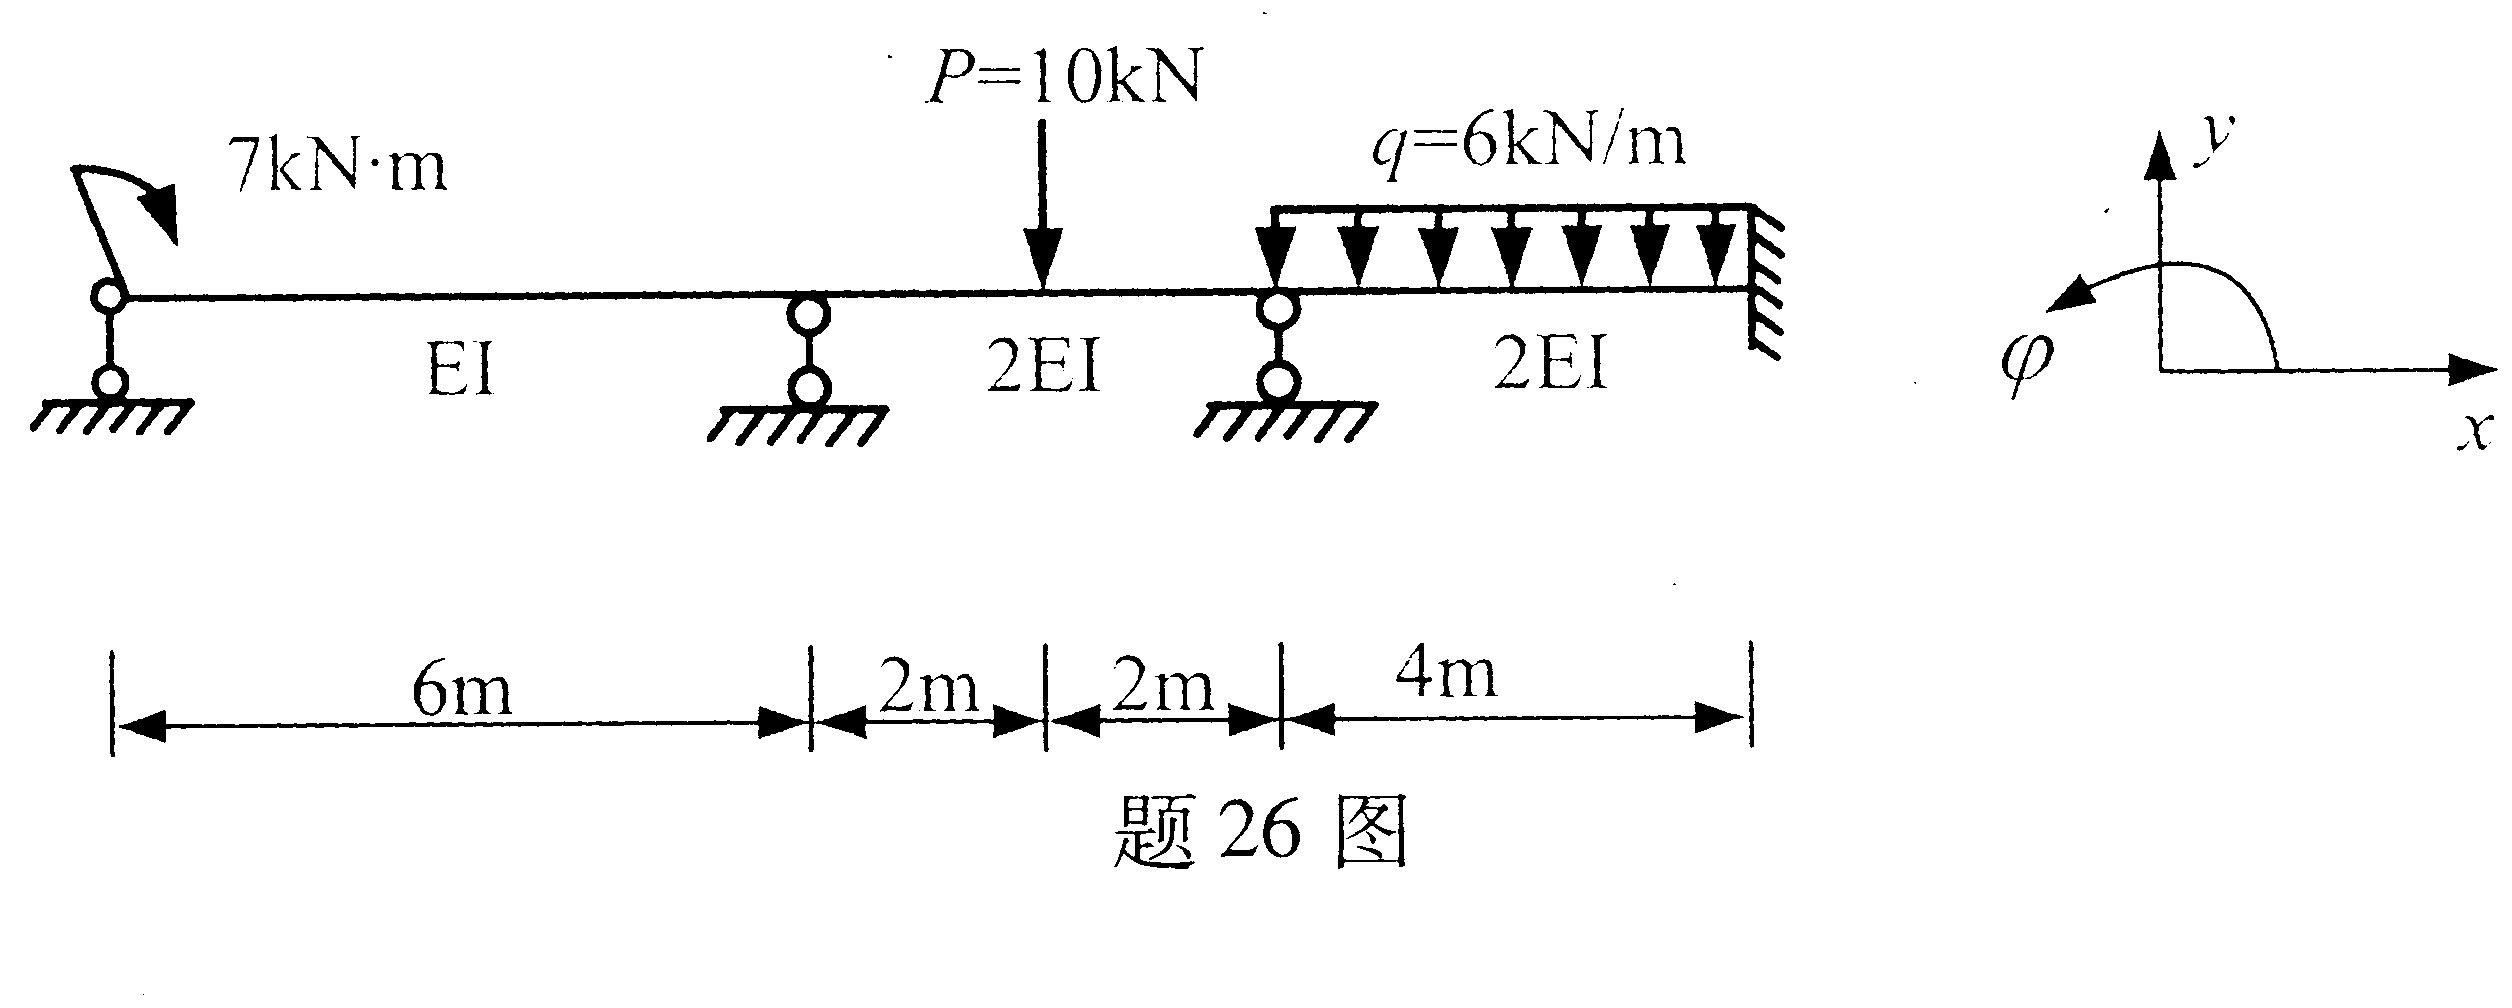 P=10kN
7kN·m
q=6kN/m
y
EI
2EI
2EI
φ
x
6m
2m
2m
4m
题 26 图